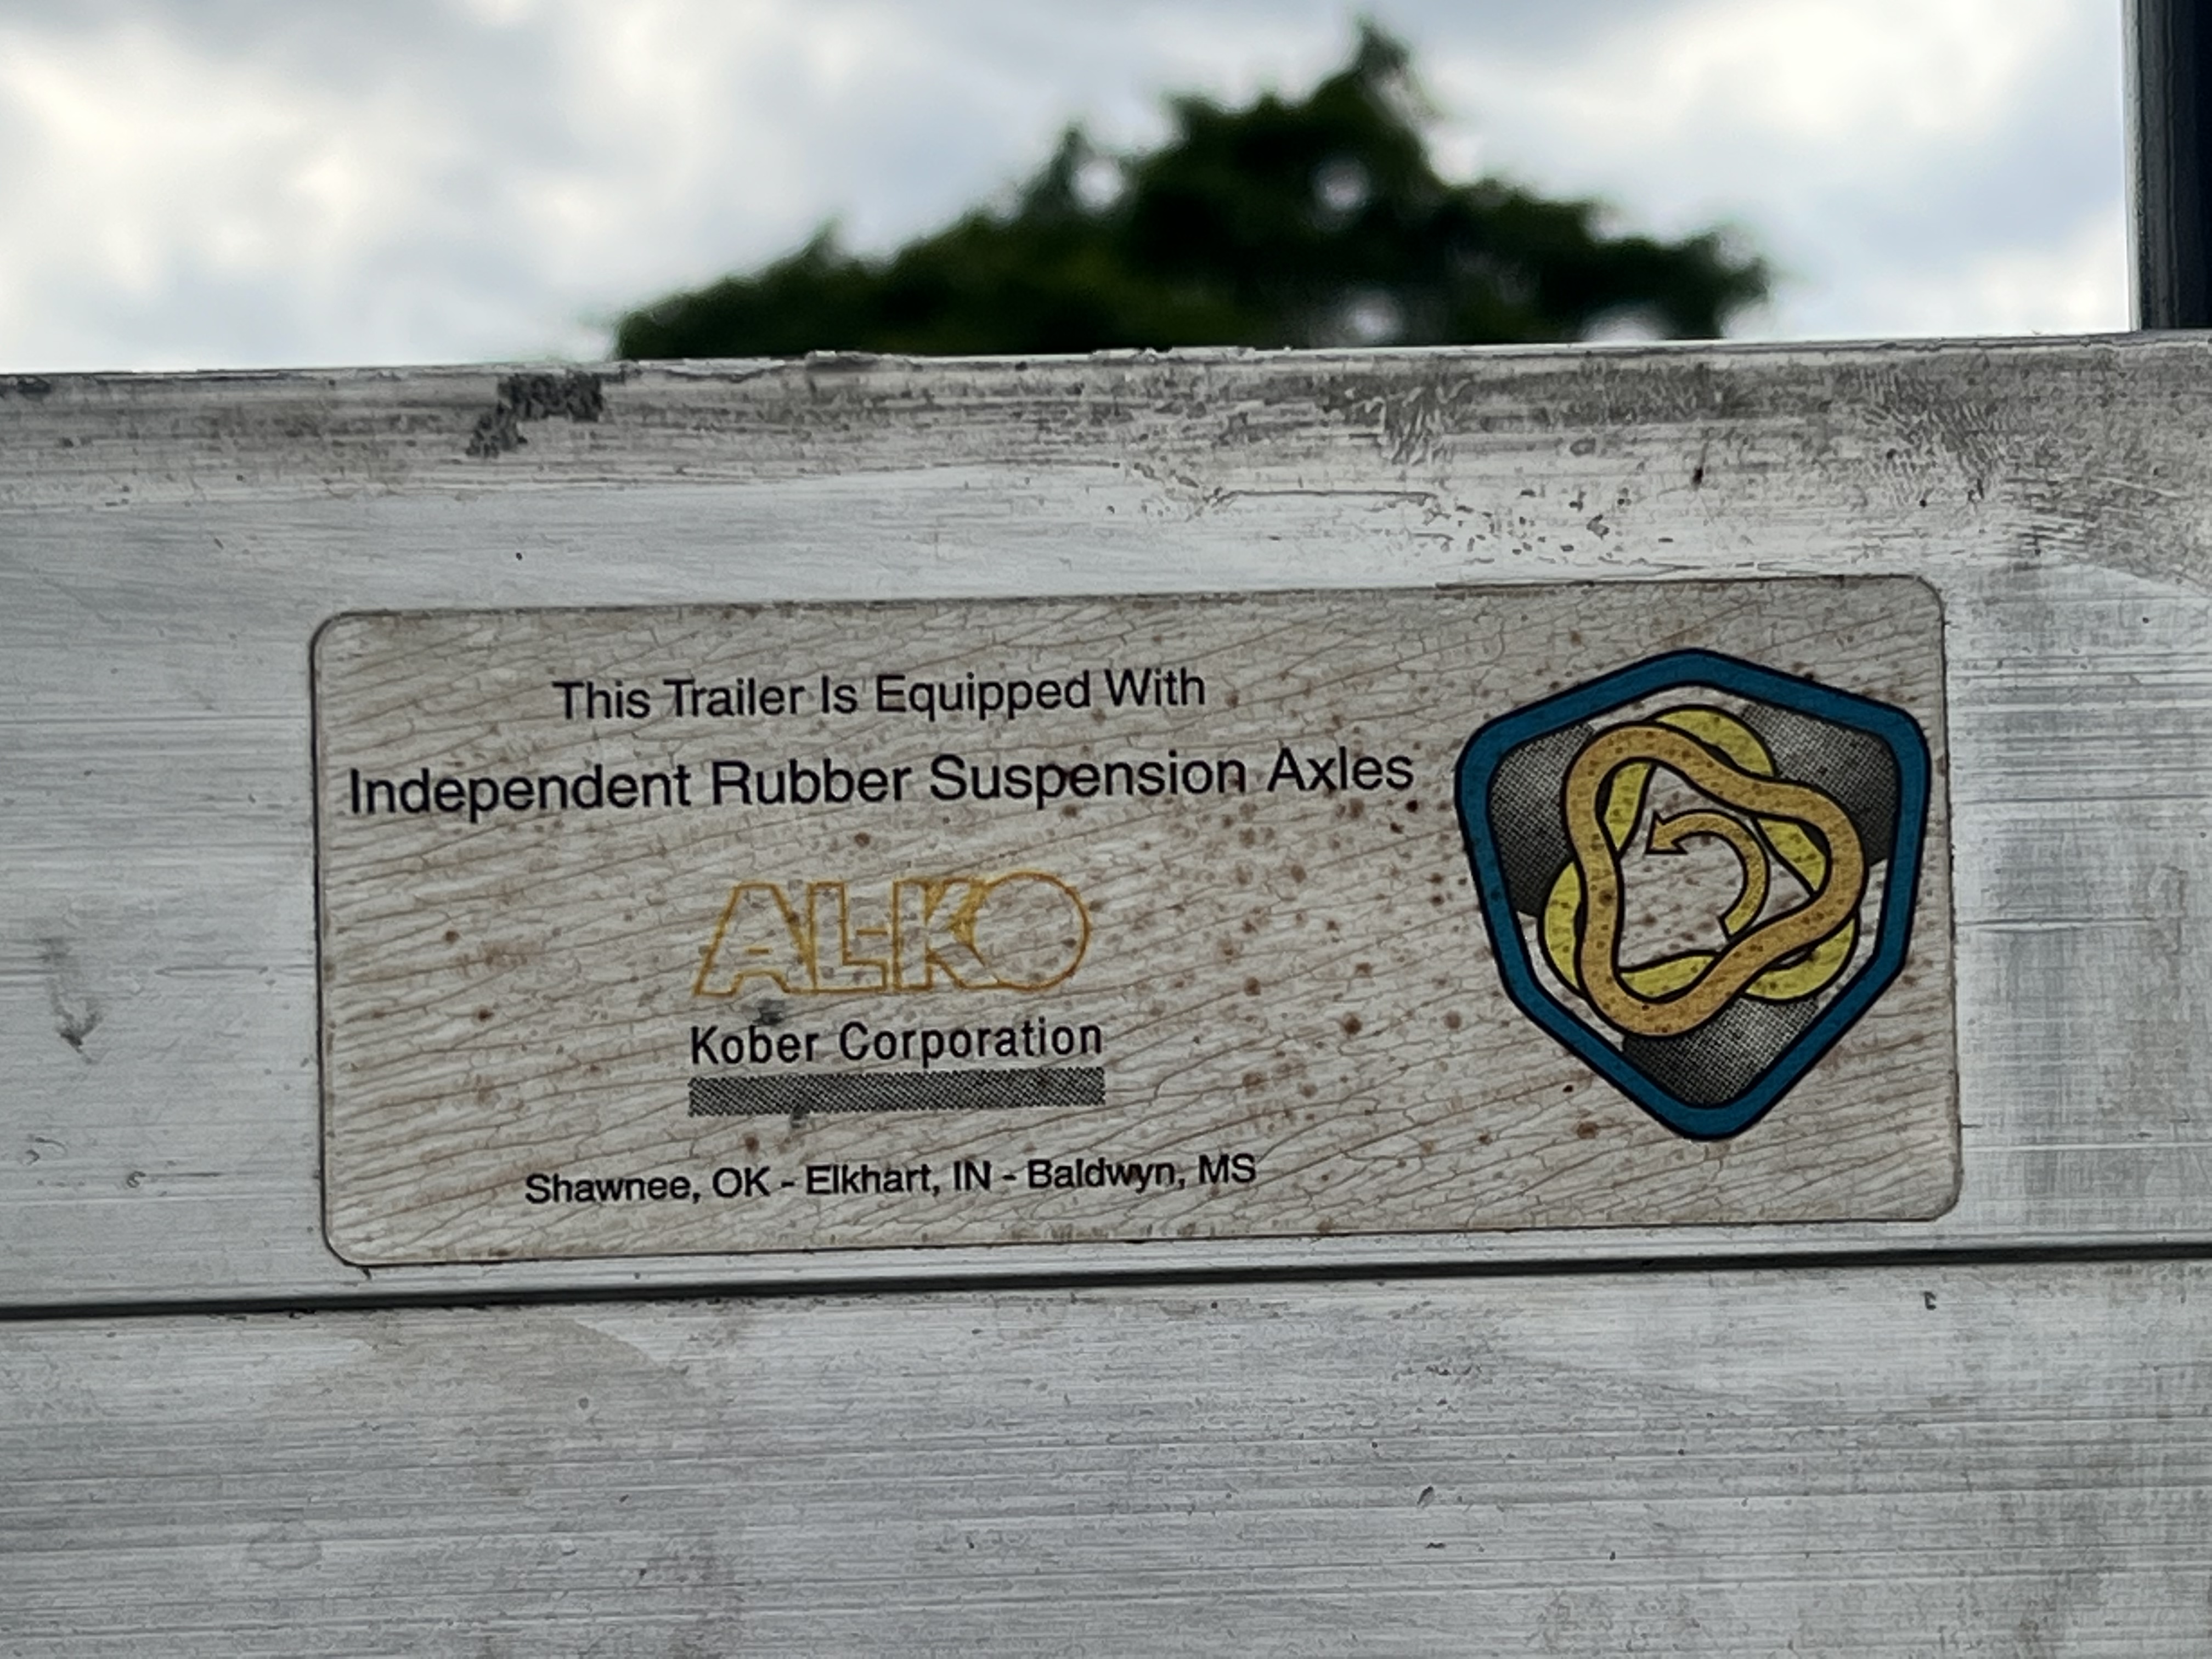 This Trailer Is Equipped With
Independent Rubber Suspension Axles
AL-KO
Kober Corporation
Shawnee, OK - Elkhart, IN - Baldwyn, MS